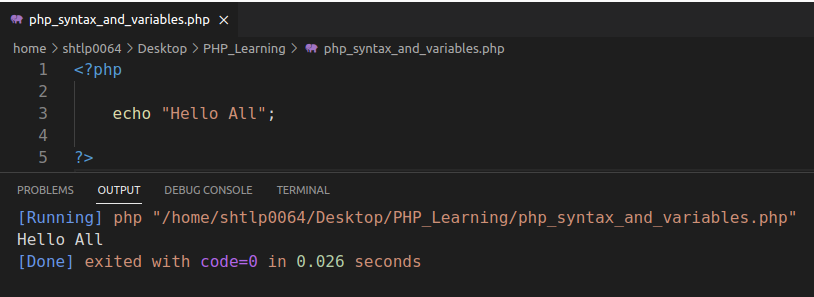 php_syntax_and_variables.php ×
home > shtlp0064 > Desktop > PHP_Learning > php_syntax_and_variables.php
1 <?php
2
3 echo "Hello All";
4
5 ?>
PROBLEMS OUTPUT DEBUG CONSOLE TERMINAL
[Running] php "/home/shtlp0064/Desktop/PHP_Learning/php_syntax_and_variables.php"
Hello All
[Done] exited with code=0 in 0.026 seconds